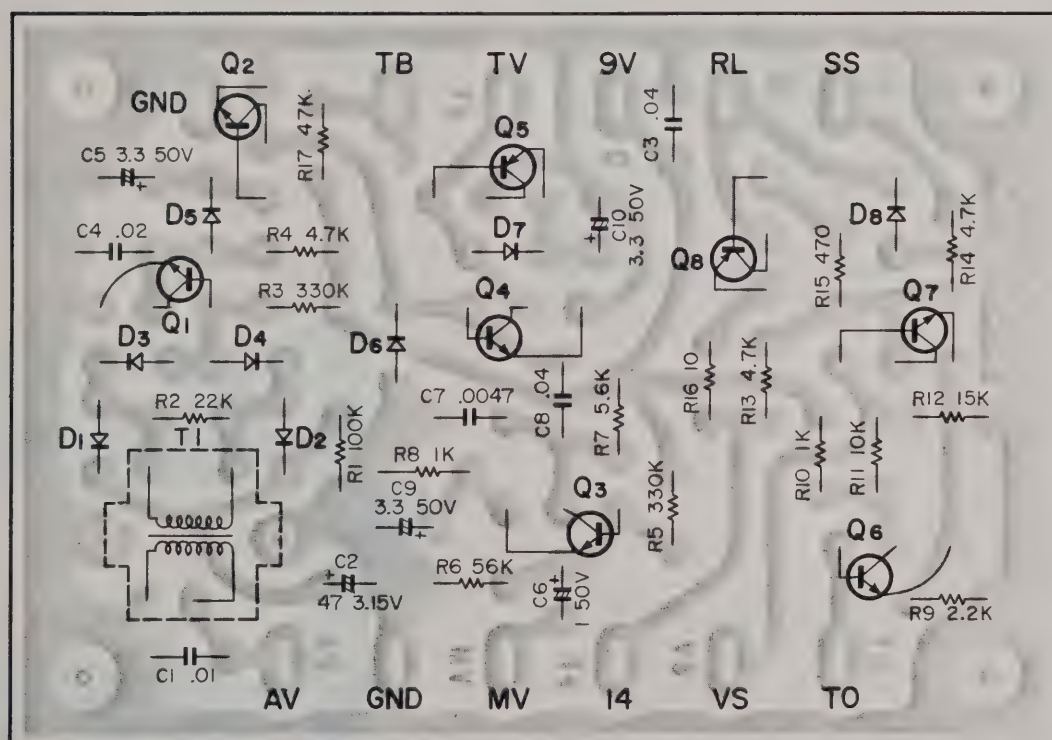 Q2 TB TV 9V RL SS
GND
R17 47K
C3 .04
Q5
C5 3.3 50V
+
D5
D7
C10
3.3 50V
+
D8
C4 .02
R4 4.7K
Q8
R15 470
R14 4.7K
R3 330K
Q4
Q7
Q1
D3 D4
D6
R16 10
R13 4.7K
C7 .0047
C8 .04
R7 5.6K
R12 15K
R2 22K
D1 T1 D2
R1 100K
R8 1K
R10 1K
R11 10K
C9
3.3 50V
+
Q3
R5 330K
Q6
C2
+
47 3.15V
R6 56K
C6
+
1 50V
R9 2.2K
C1 .01
AV GND MV 14 VS TO